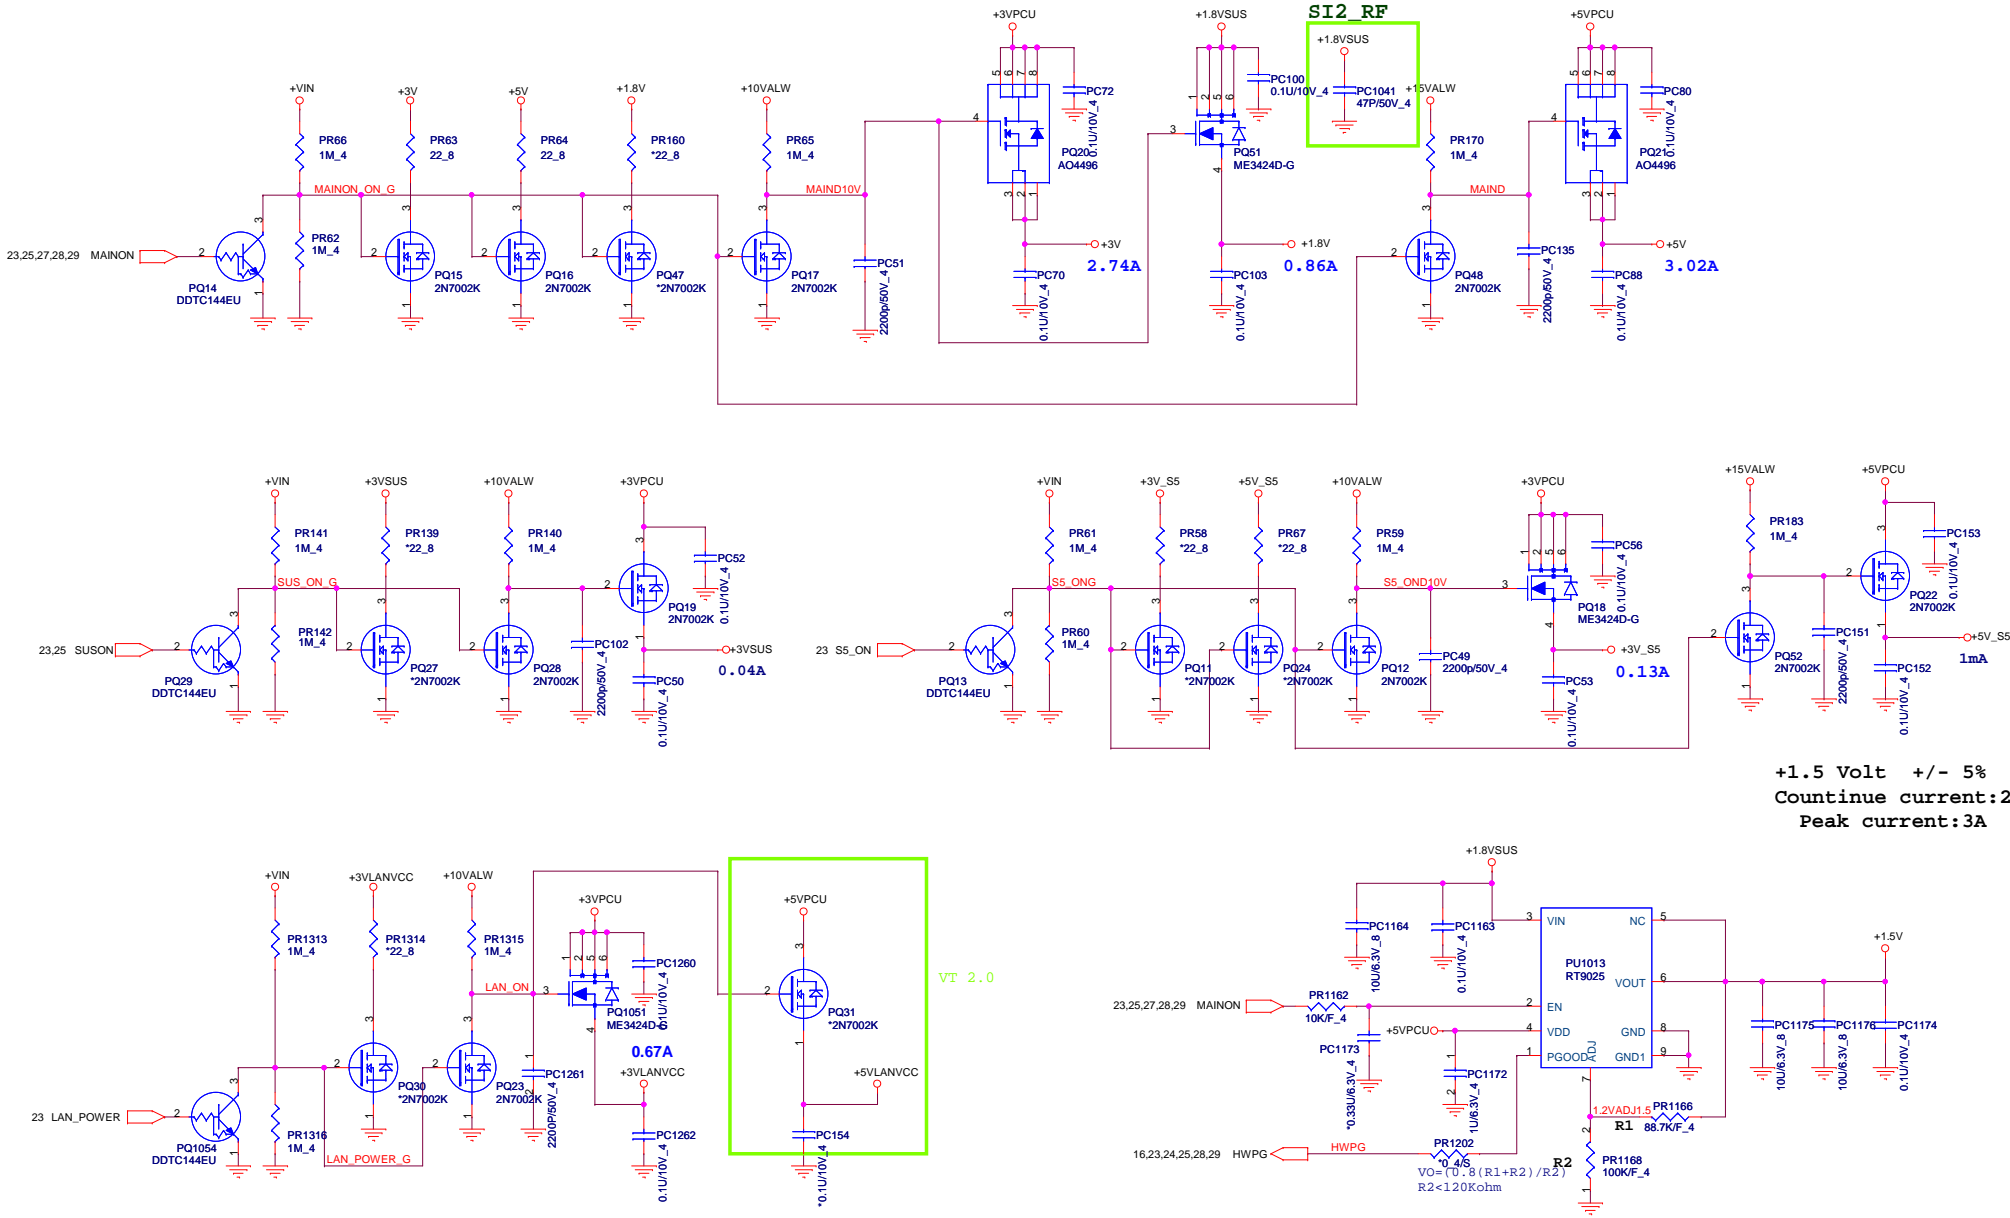 SI2_RF
+3VPCU
+1.8VSUS
+1.8VSUS
+5VPCU
+VIN
+3V
+5V
+1.8V
+10VALW
+15VALW
PC72
0.1U/10V_4
PC100
0.1U/10V_4
PC1041
47P/50V_4
PC80
0.1U/10V_4
PR66
1M_4
PR63
22_8
PR64
22_8
PR160
*22_8
PR65
1M_4
PQ20
AO4496
PQ51
ME3424D-G
PR170
1M_4
PQ21
AO4496
MAINON_ON_G
MAIND10V
MAIND
23,25,27,28,29 MAINON
PQ14
DDTC144EU
PR62
1M_4
PQ15
2N7002K
PQ16
2N7002K
PQ47
*2N7002K
PQ17
2N7002K
PC51
2200p/50V_4
+3V
2.74A
PC70
0.1U/10V_4
+1.8V
0.86A
PC103
0.1U/10V_4
PQ48
2N7002K
PC135
2200p/50V_4
+5V
3.02A
PC88
0.1U/10V_4
+VIN
+3VSUS
+10VALW
+3VPCU
PR141
1M_4
PR139
*22_8
PR140
1M_4
PC52
0.1U/10V_4
SUS_ON_G
PQ19
2N7002K
23,25 SUSON
PQ29
DDTC144EU
PR142
1M_4
PQ27
*2N7002K
PQ28
2N7002K
PC102
2200p/50V_4
+3VSUS
0.04A
PC50
0.1U/10V_4
+VIN
+3V_S5
+5V_S5
+10VALW
+3VPCU
+15VALW
+5VPCU
PR61
1M_4
PR58
*22_8
PR67
*22_8
PR59
1M_4
PC56
0.1U/10V_4
PR183
1M_4
PC153
0.1U/10V_4
S5_ONG
S5_OND10V
PQ18
ME3424D-G
PQ22
2N7002K
23 S5_ON
PQ13
DDTC144EU
PR60
1M_4
PQ11
*2N7002K
PQ24
*2N7002K
PQ12
2N7002K
PC49
2200p/50V_4
+3V_S5
0.13A
PC53
0.1U/10V_4
PQ52
2N7002K
PC151
2200p/50V_4
+5V_S5
1mA
PC152
0.1U/10V_4
+1.5 Volt +/- 5%
Countinue current:2
Peak current:3A
+VIN
+3VLANVCC
+10VALW
+3VPCU
+5VPCU
PR1313
1M_4
PR1314
*22_8
PR1315
1M_4
PC1260
0.1U/10V_4
LAN_ON
PQ1051
ME3424D-G
0.67A
PQ31
*2N7002K
VT 2.0
23 LAN_POWER
PQ1054
DDTC144EU
PR1316
1M_4
PQ30
*2N7002K
PQ23
2N7002K
PC1261
2200P/50V_4
+3VLANVCC
PC1262
0.1U/10V_4
+5VLANVCC
PC154
*0.1U/10V_4
LAN_POWER_G
+1.8VSUS
PC1164
10U/6.3V_8
PC1163
0.1U/10V_4
VIN
NC
PU1013
RT9025
VOUT
EN
VDD
GND
PGOOD
ADJ
GND1
+1.5V
23,25,27,28,29 MAINON
PR1162
10K/F_4
+5VPCU
PC1173
*0.33U/6.3V_4
PC1172
1U/6.3V_4
PC1175
10U/6.3V_8
PC1176
10U/6.3V_8
PC1174
0.1U/10V_4
1.2VADJ1.5
PR1166
R1 88.7K/F_4
16,23,24,25,28,29 HWPG
HWPG
PR1202
*0_4/S
R2
PR1168
100K/F_4
VO=(0.8(R1+R2)/R2)
R2<120Kohm